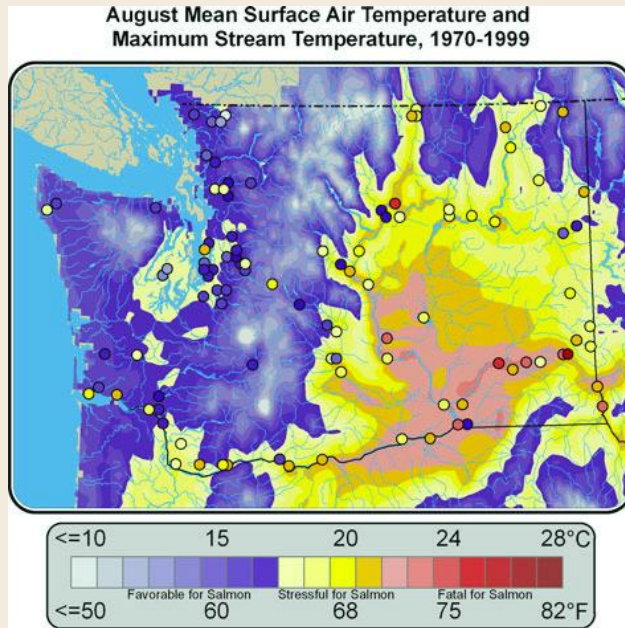 August Mean Surface Air Temperature and
Maximum Stream Temperature, 1970-1999
<=10 15 20 24 28°C
Favorable for Salmon Stressful for Salmon Fatal for Salmon
<=50 60 68 75 82°F